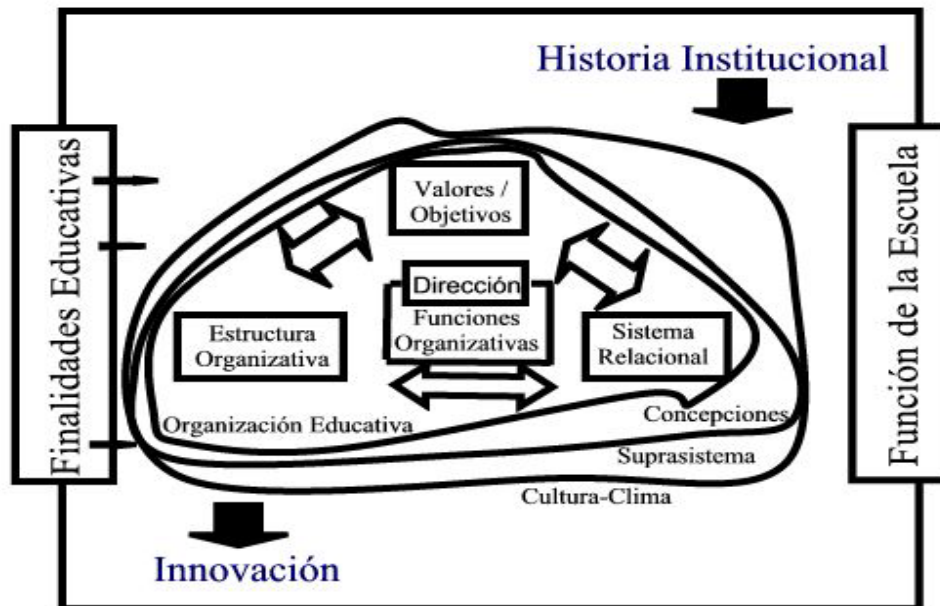 Historia Institucional
Finalidades Educativas
Función de la Escuela
Valores /
Objetivos
Dirección
Funciones
Organizativas
Estructura
Organizativa
Sistema
Relacional
Organización Educativa
Concepciones
Suprasistema
Cultura-Clima
Innovación